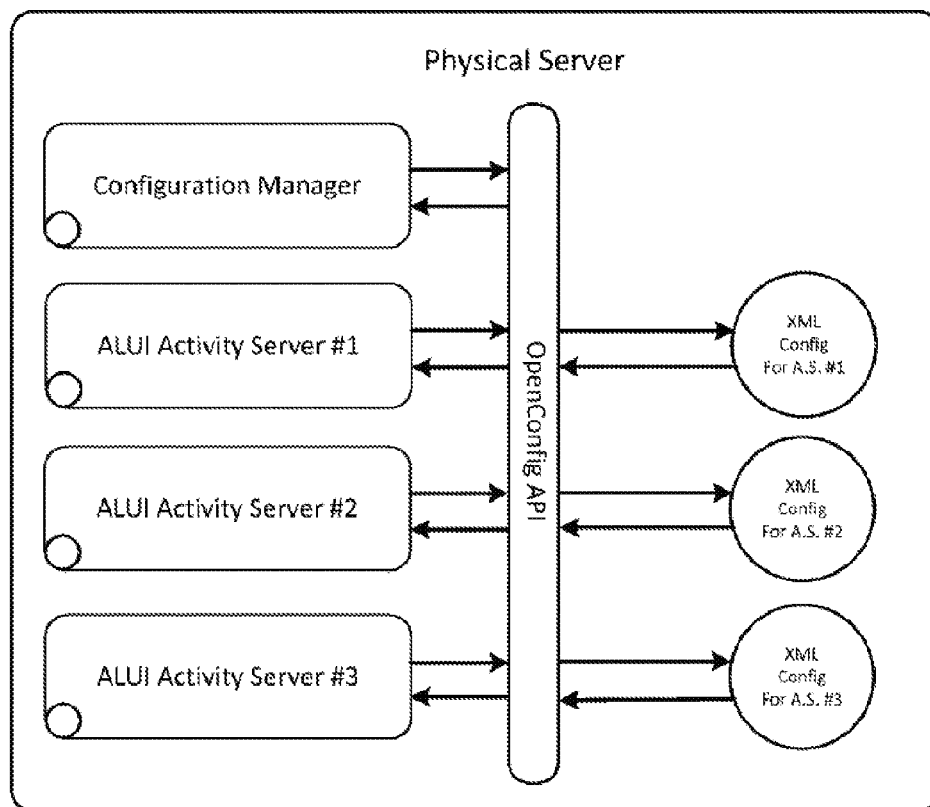 Physical Server
Configuration Manager
ALUI Activity Server #1
ALUI Activity Server #2
ALUI Activity Server #3
OpenConfig API
XML
Config
For A.S. #1
XML
Config
For A.S. #2
XML
Config
For A.S. #3